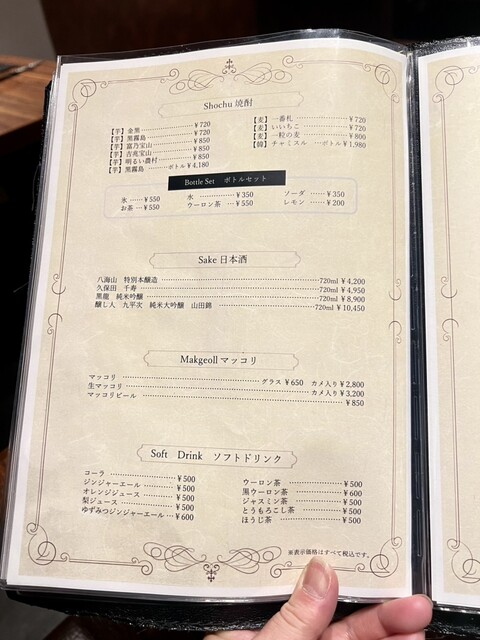 Shochu 焼酎
【芋】金黒 ¥720
【芋】黒霧島 ¥720
【芋】富乃宝山 ¥850
【芋】吉兆宝山 ¥850
【芋】明るい農村 ¥850
【芋】黒霧島 ボトル¥4,180
【麦】一番札 ¥720
【麦】いいちこ ¥720
【麦】一粒の麦 ¥800
【韓】チャミスル ボトル¥1,980
Bottle Set ボトルセット
氷 ¥550
お茶 ¥550
水 ¥350
ウーロン茶 ¥550
ソーダ ¥350
レモン ¥200
Sake 日本酒
八海山 特別本醸造 720ml ¥4,200
久保田 千寿 720ml ¥4,950
黒龍 純米吟醸 720ml ¥8,900
醸し人 九平次 純米大吟醸 山田錦 720ml ¥10,450
Makgeoll マッコリ
マッコリ グラス ¥650 カメ入り¥2,800
生マッコリ カメ入り¥3,200
マッコリビール ¥850
Soft Drink ソフトドリンク
コーラ ¥500
ジンジャーエール ¥500
オレンジジュース ¥500
梨ジュース ¥500
ゆずみつジンジャーエール ¥600
ウーロン茶 ¥500
黒ウーロン茶 ¥600
ジャスミン茶 ¥500
とうもろこし茶 ¥500
ほうじ茶 ¥500
※表示価格はすべて税込です。